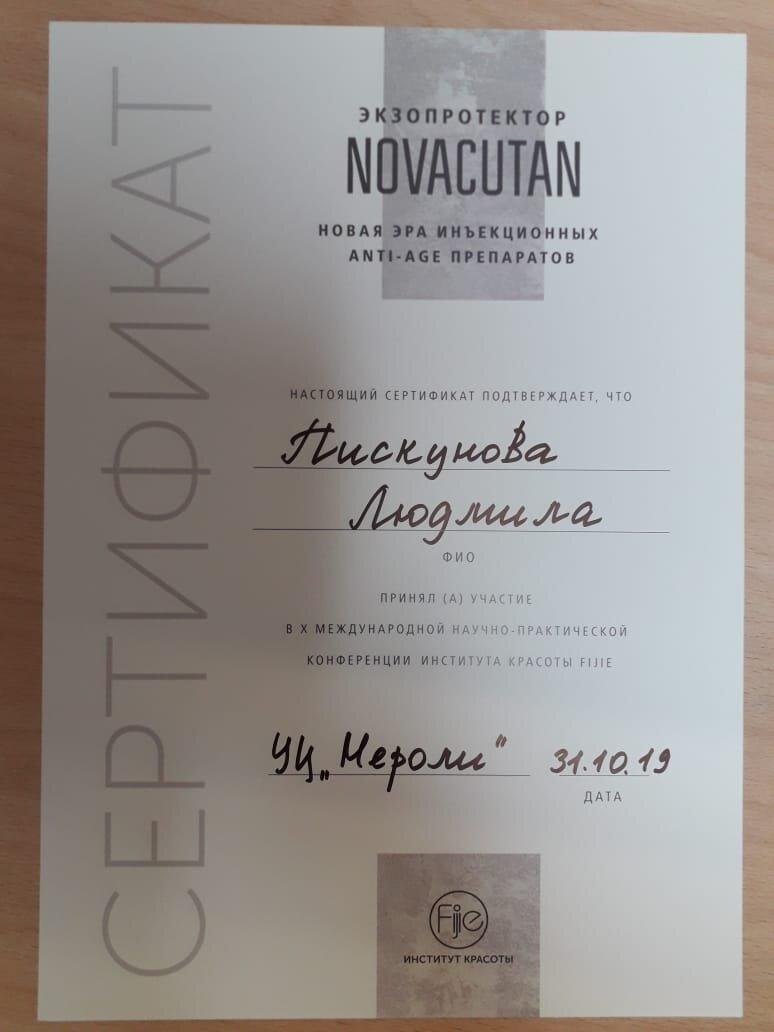 СЕРТИФИКАТ
ЭКЗОПРОТЕКТОР
NOVACUTAN
НОВАЯ ЭРА ИНЪЕКЦИОННЫХ
ANTI-AGE ПРЕПАРАТОВ
НАСТОЯЩИЙ СЕРТИФИКАТ ПОДТВЕРЖДАЕТ, ЧТО
Пискунова
Людмила
ФИО
ПРИНЯЛ (А) УЧАСТИЕ
В X МЕЖДУНАРОДНОЙ НАУЧНО-ПРАКТИЧЕСКОЙ
КОНФЕРЕНЦИИ ИНСТИТУТА КРАСОТЫ FIJIE
УЦ „Нероли" 31.10.19
ДАТА
Fijie
ИНСТИТУТ КРАСОТЫ